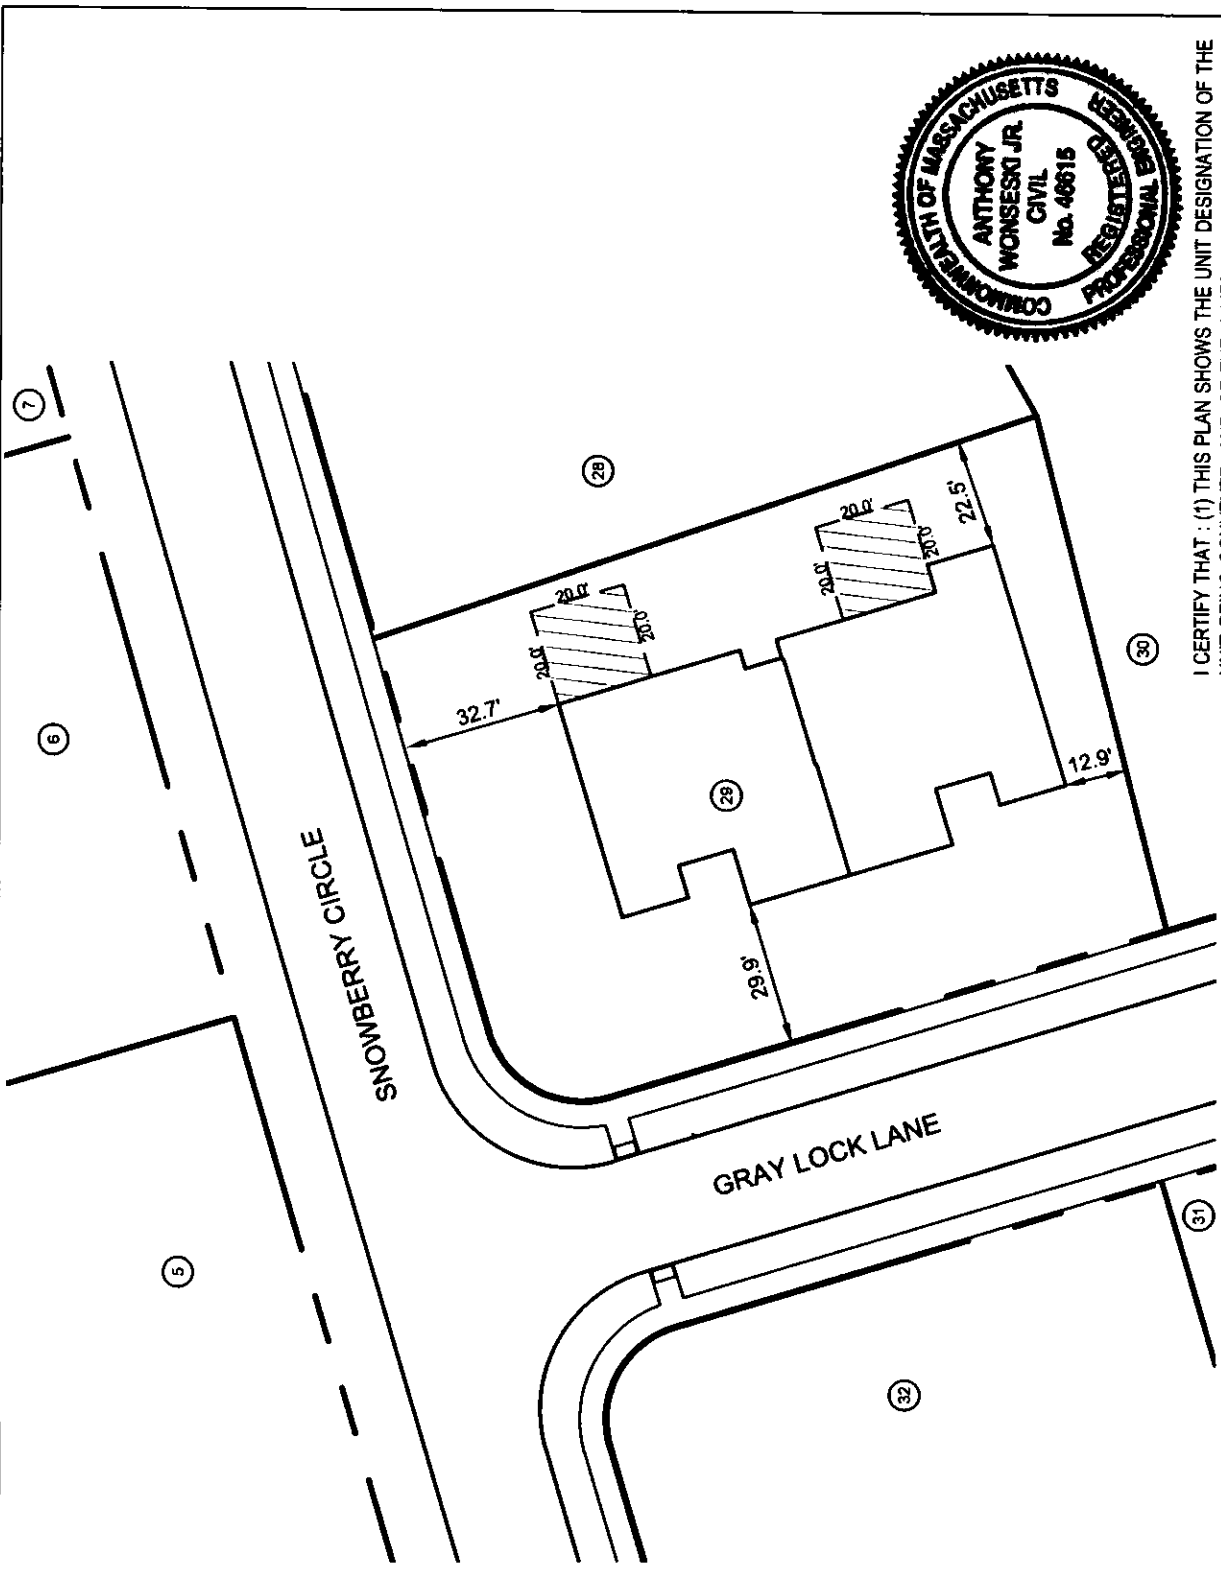 7
6
5
28
20.0'
20.0'
20.0'
32.7'
20.0'
20.0'
20.0'
22.5'
29
30
12.9'
29.9'
SNOWBERRY CIRCLE
GRAY LOCK LANE
31
32
COMMONWEALTH OF MASSACHUSETTS
ANTHONY
WONSESKI JR.
CIVIL
No. 46615
REGISTERED
PROFESSIONAL ENGINEER
I CERTIFY THAT : (1) THIS PLAN SHOWS THE UNIT DESIGNATION OF THE